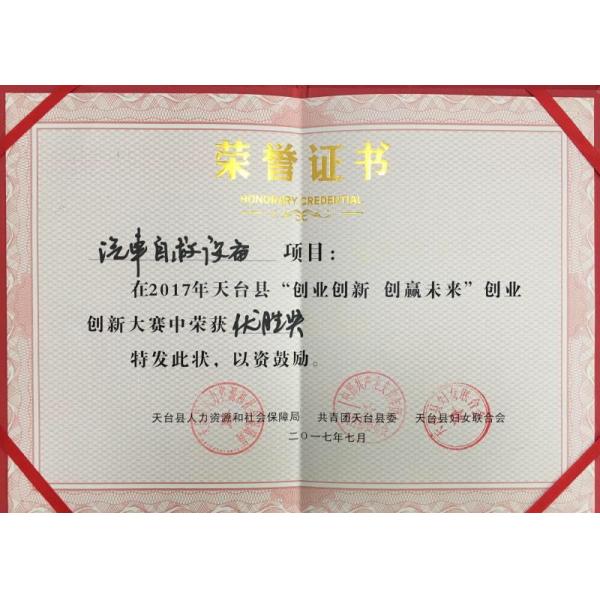 荣誉证书
HONORARY CREDENTIAL
汽车自救设备 项目：
在2017年天台县“创业创新 创赢未来”创业
创新大赛中荣获优胜奖
特发此状，以资鼓励。
天台县人力资源和社会保障局 共青团天台县委 天台县妇女联合会
二〇一七年七月